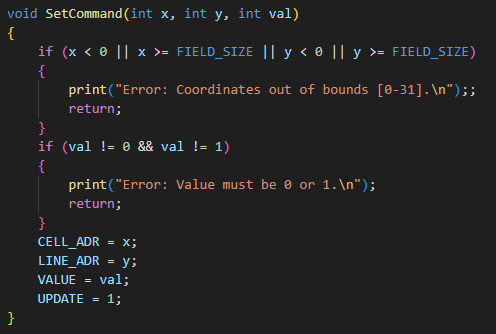 void SetCommand(int x, int y, int val)
{
    if (x < 0 || x >= FIELD_SIZE || y < 0 || y >= FIELD_SIZE)
    {
        print("Error: Coordinates out of bounds [0-31].\n");;
        return;
    }
    if (val != 0 && val != 1)
    {
        print("Error: Value must be 0 or 1.\n");
        return;
    }
    CELL_ADR = x;
    LINE_ADR = y;
    VALUE = val;
    UPDATE = 1;
}